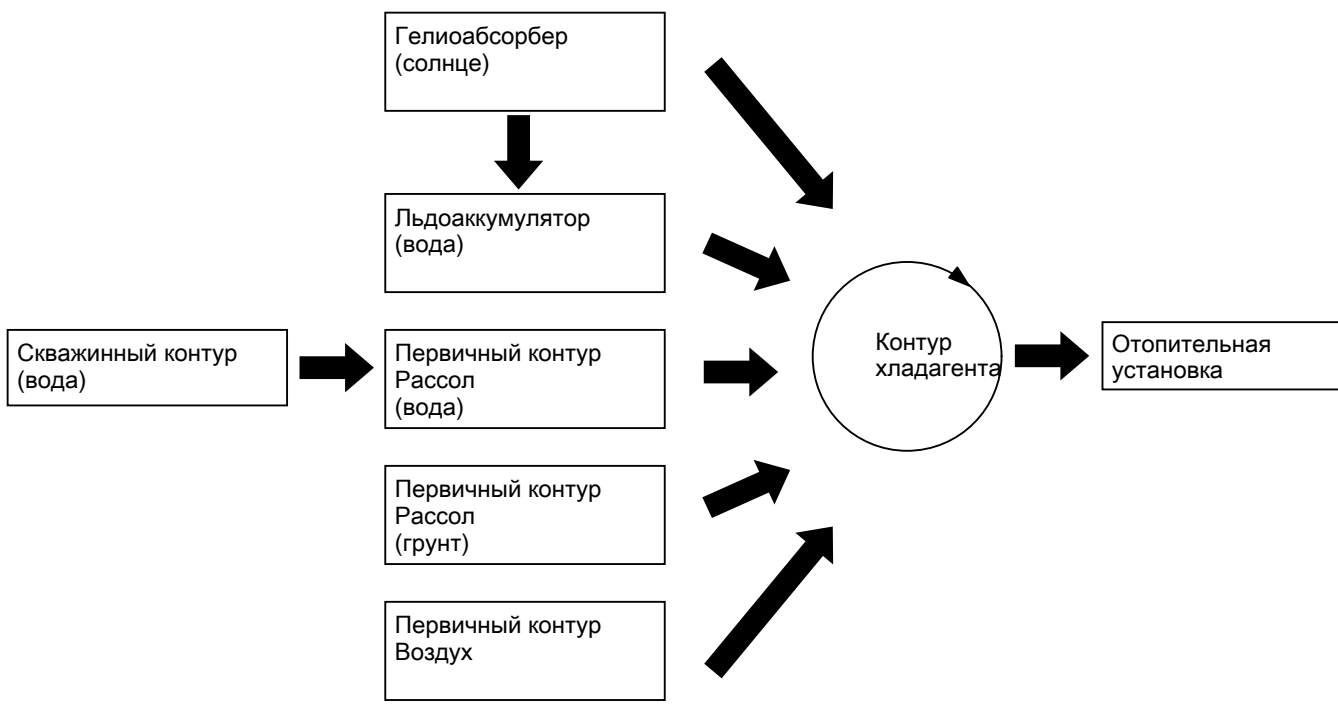 Гелиоабсорбер
(солнце)
Льдоаккумулятор
(вода)
Скважинный контур
(вода)
Первичный контур
Рассол
(вода)
Контур
хладагента
Отопительная
установка
Первичный контур
Рассол
(грунт)
Первичный контур
Воздух